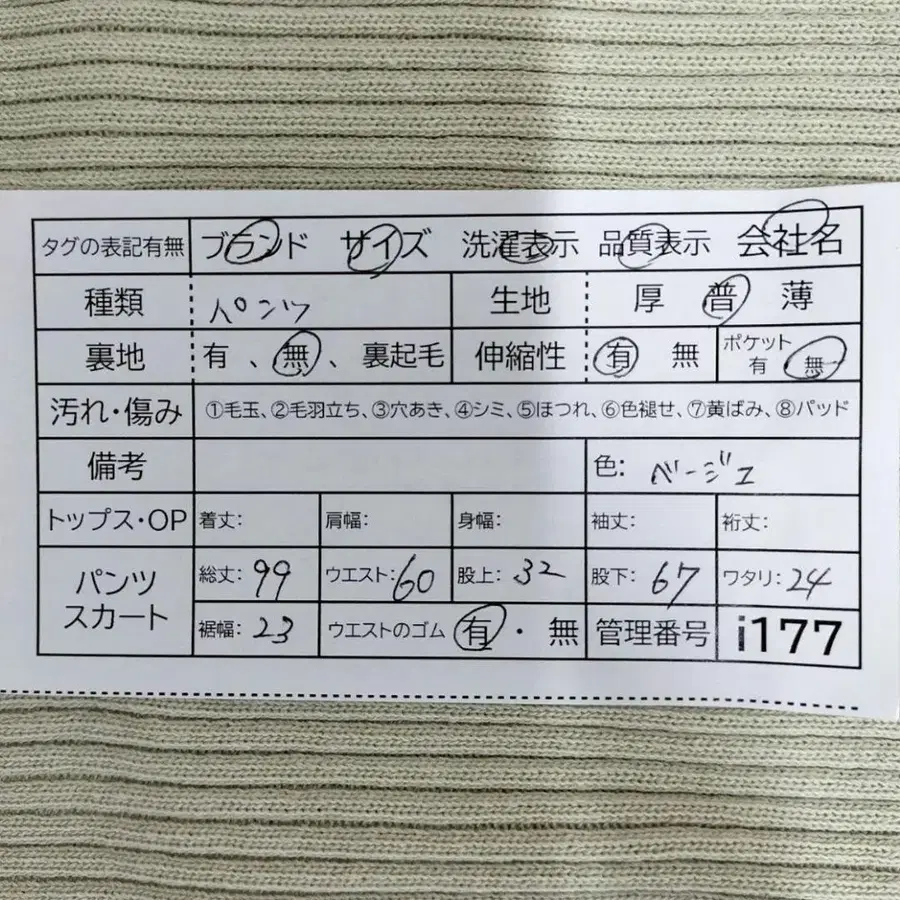 タグの表記有無 ブランド サイズ 洗濯表示 品質表示 会社名
種類 パンツ 生地 厚 普 薄
裏地 有、無、裏起毛 伸縮性 有 無 ポケット 有 無
汚れ・傷み ①毛玉、②毛羽立ち、③穴あき、④シミ、⑤ほつれ、⑥色褪せ、⑦黄ばみ、⑧パッド
備考 色: ベージュ
トップス・OP 着丈: 肩幅: 身幅: 袖丈: 裄丈:
パンツ スカート 総丈: 99 ウエスト: 60 股上: 32 股下: 67 ワタリ: 24
裾幅: 23 ウエストのゴム 有・無 管理番号 i177